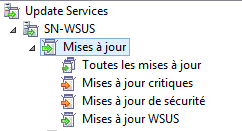 Update Services
SN-WSUS
Mises à jour
Toutes les mises à jour
Mises à jour critiques
Mises à jour de sécurité
Mises à jour WSUS